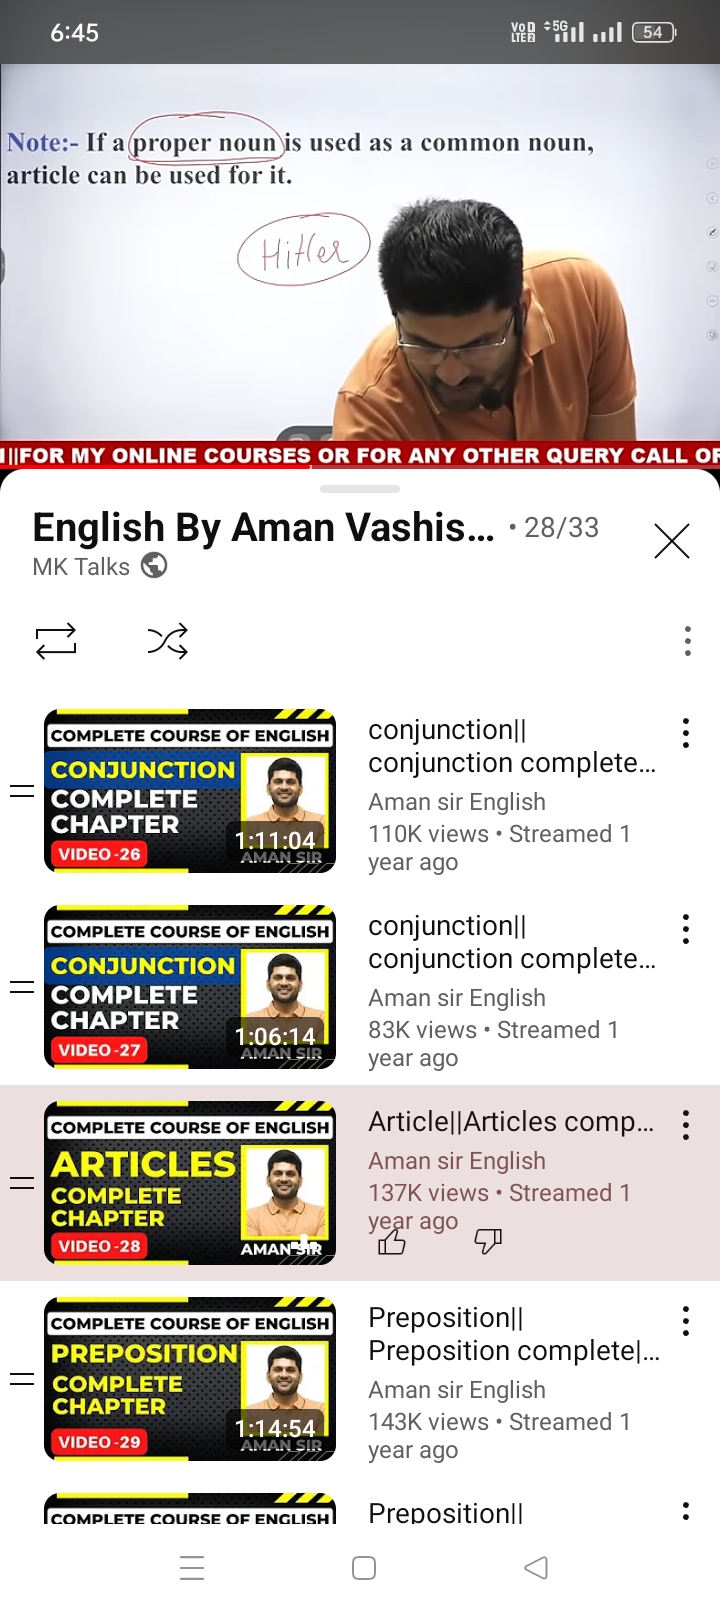 6:45
VoD LTE2 5G 54
Note:- If a proper noun is used as a common noun,
article can be used for it.
Hitler
||FOR MY ONLINE COURSES OR FOR ANY OTHER QUERY CALL OR
English By Aman Vashis... • 28/33
MK Talks
COMPLETE COURSE OF ENGLISH
CONJUNCTION
COMPLETE
CHAPTER
VIDEO -26
1:11:04
AMAN SIR
conjunction||
conjunction complete...
Aman sir English
110K views • Streamed 1
year ago
COMPLETE COURSE OF ENGLISH
CONJUNCTION
COMPLETE
CHAPTER
VIDEO -27
1:06:14
AMAN SIR
conjunction||
conjunction complete...
Aman sir English
83K views • Streamed 1
year ago
COMPLETE COURSE OF ENGLISH
ARTICLES
COMPLETE
CHAPTER
VIDEO -28
AMAN SIR
Article||Articles comp...
Aman sir English
137K views • Streamed 1
year ago
COMPLETE COURSE OF ENGLISH
PREPOSITION
COMPLETE
CHAPTER
VIDEO -29
1:14:54
AMAN SIR
Preposition||
Preposition complete|...
Aman sir English
143K views • Streamed 1
year ago
COMPLETE COURSE OF ENGLISH
Preposition||